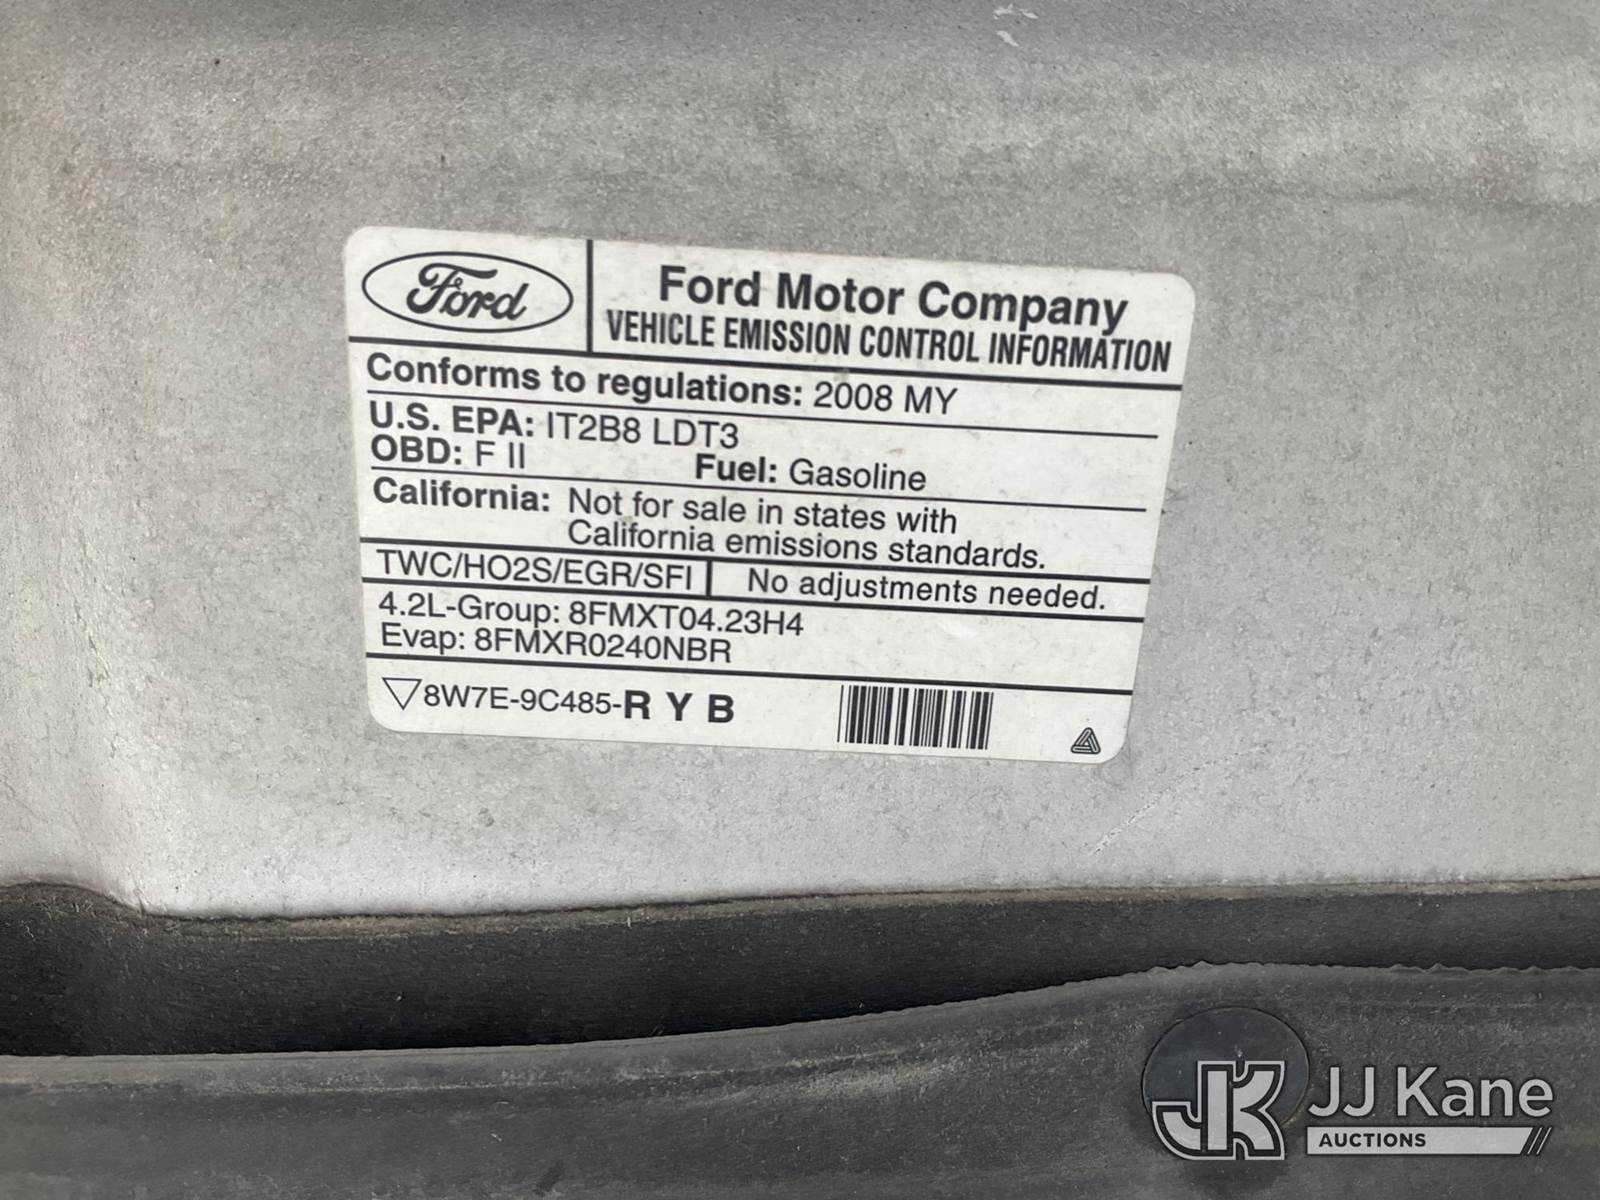 Ford
Ford Motor Company
VEHICLE EMISSION CONTROL INFORMATION
Conforms to regulations: 2008 MY
U.S. EPA: IT2B8 LDT3
OBD: F II Fuel: Gasoline
California: Not for sale in states with
California emissions standards.
TWC/HO2S/EGR/SFI No adjustments needed.
4.2L-Group: 8FMXT04.23H4
Evap: 8FMXR0240NBR
8W7E-9C485-R Y B
JK JJ Kane
AUCTIONS